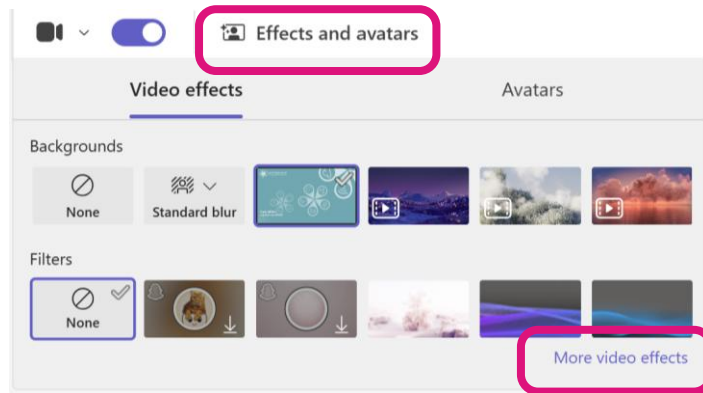 Effects and avatars
Video effects
Avatars
Backgrounds
None
Standard blur
Filters
None
More video effects